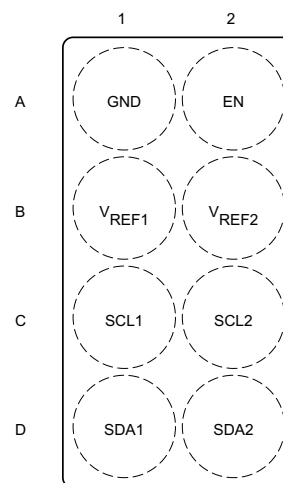 1 2
A GND EN
B VREF1 VREF2
C SCL1 SCL2
D SDA1 SDA2